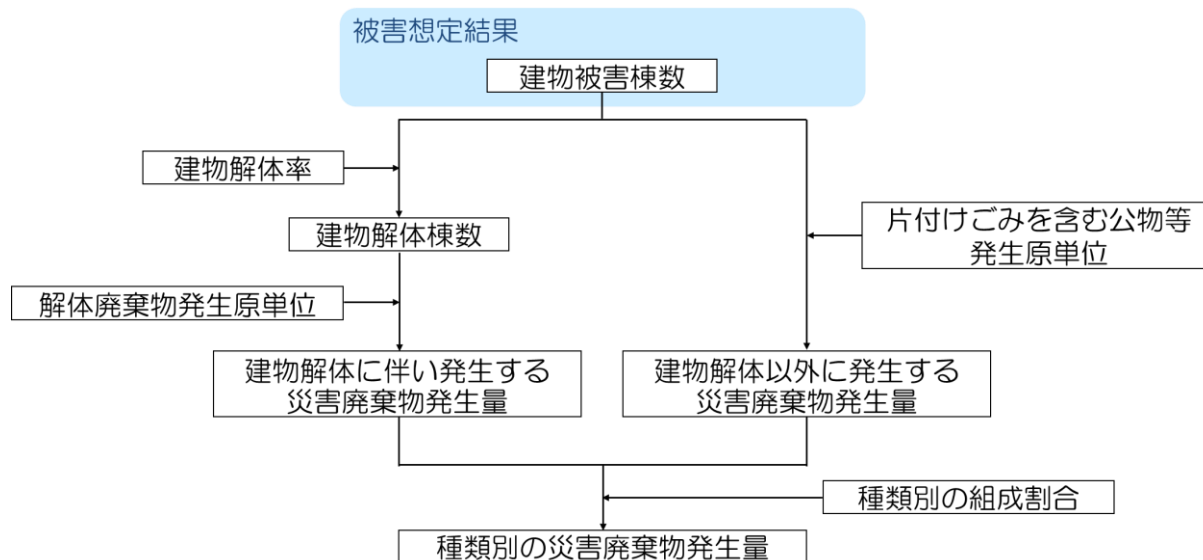 被害想定結果
建物被害棟数
建物解体率
建物解体棟数
片付けごみを含む公物等
発生原単位
解体廃棄物発生原単位
建物解体に伴い発生する
災害廃棄物発生量
建物解体以外に発生する
災害廃棄物発生量
種類別の組成割合
種類別の災害廃棄物発生量